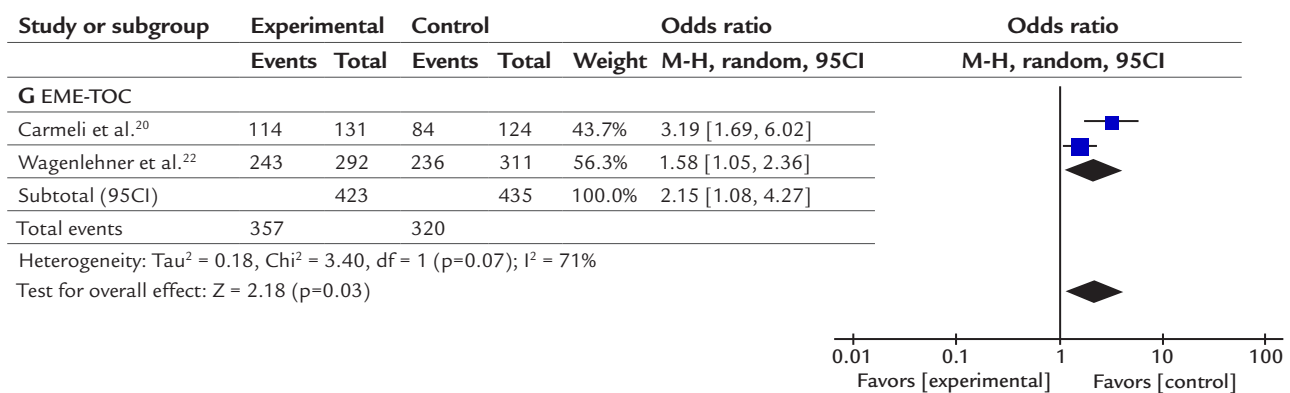 Study or subgroup Experimental Control Odds ratio Odds ratio
Events Total Events Total Weight M-H, random, 95CI M-H, random, 95CI
G EME-TOC
Carmeli et al.²⁰ 114 131 84 124 43.7% 3.19 [1.69, 6.02]
Wagenlehner et al.²² 243 292 236 311 56.3% 1.58 [1.05, 2.36]
Subtotal (95CI) 423 435 100.0% 2.15 [1.08, 4.27]
Total events 357 320
Heterogeneity: Tau² = 0.18, Chi² = 3.40, df = 1 (p=0.07); I² = 71%
Test for overall effect: Z = 2.18 (p=0.03)
0.01 0.1 1 10 100
Favors [experimental] Favors [control]